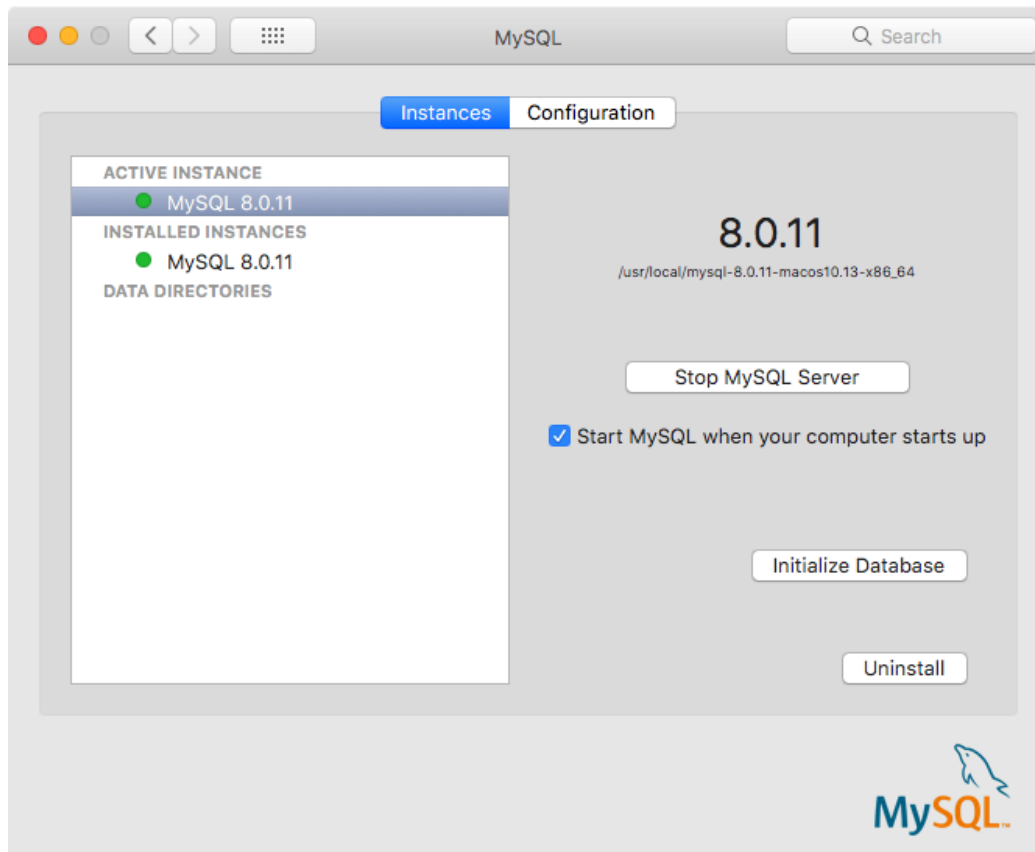 MySQL
Search
Instances
Configuration
ACTIVE INSTANCE
MySQL 8.0.11
INSTALLED INSTANCES
MySQL 8.0.11
DATA DIRECTORIES
8.0.11
/usr/local/mysql-8.0.11-macos10.13-x86_64
Stop MySQL Server
Start MySQL when your computer starts up
Initialize Database
Uninstall
MySQL™